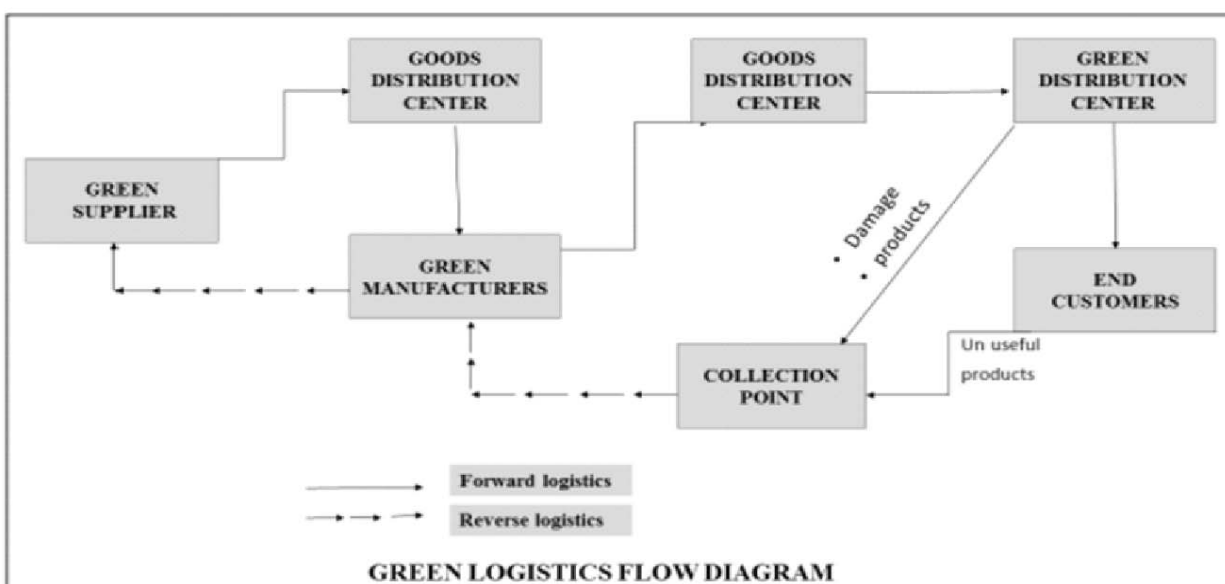 GOODS
DISTRIBUTION
CENTER
GOODS
DISTRIBUTION
CENTER
GREEN
DISTRIBUTION
CENTER
GREEN
SUPPLIER
• Damage
• products
GREEN
MANUFACTURERS
END
CUSTOMERS
Un useful
products
COLLECTION
POINT
Forward logistics
Reverse logistics
GREEN LOGISTICS FLOW DIAGRAM